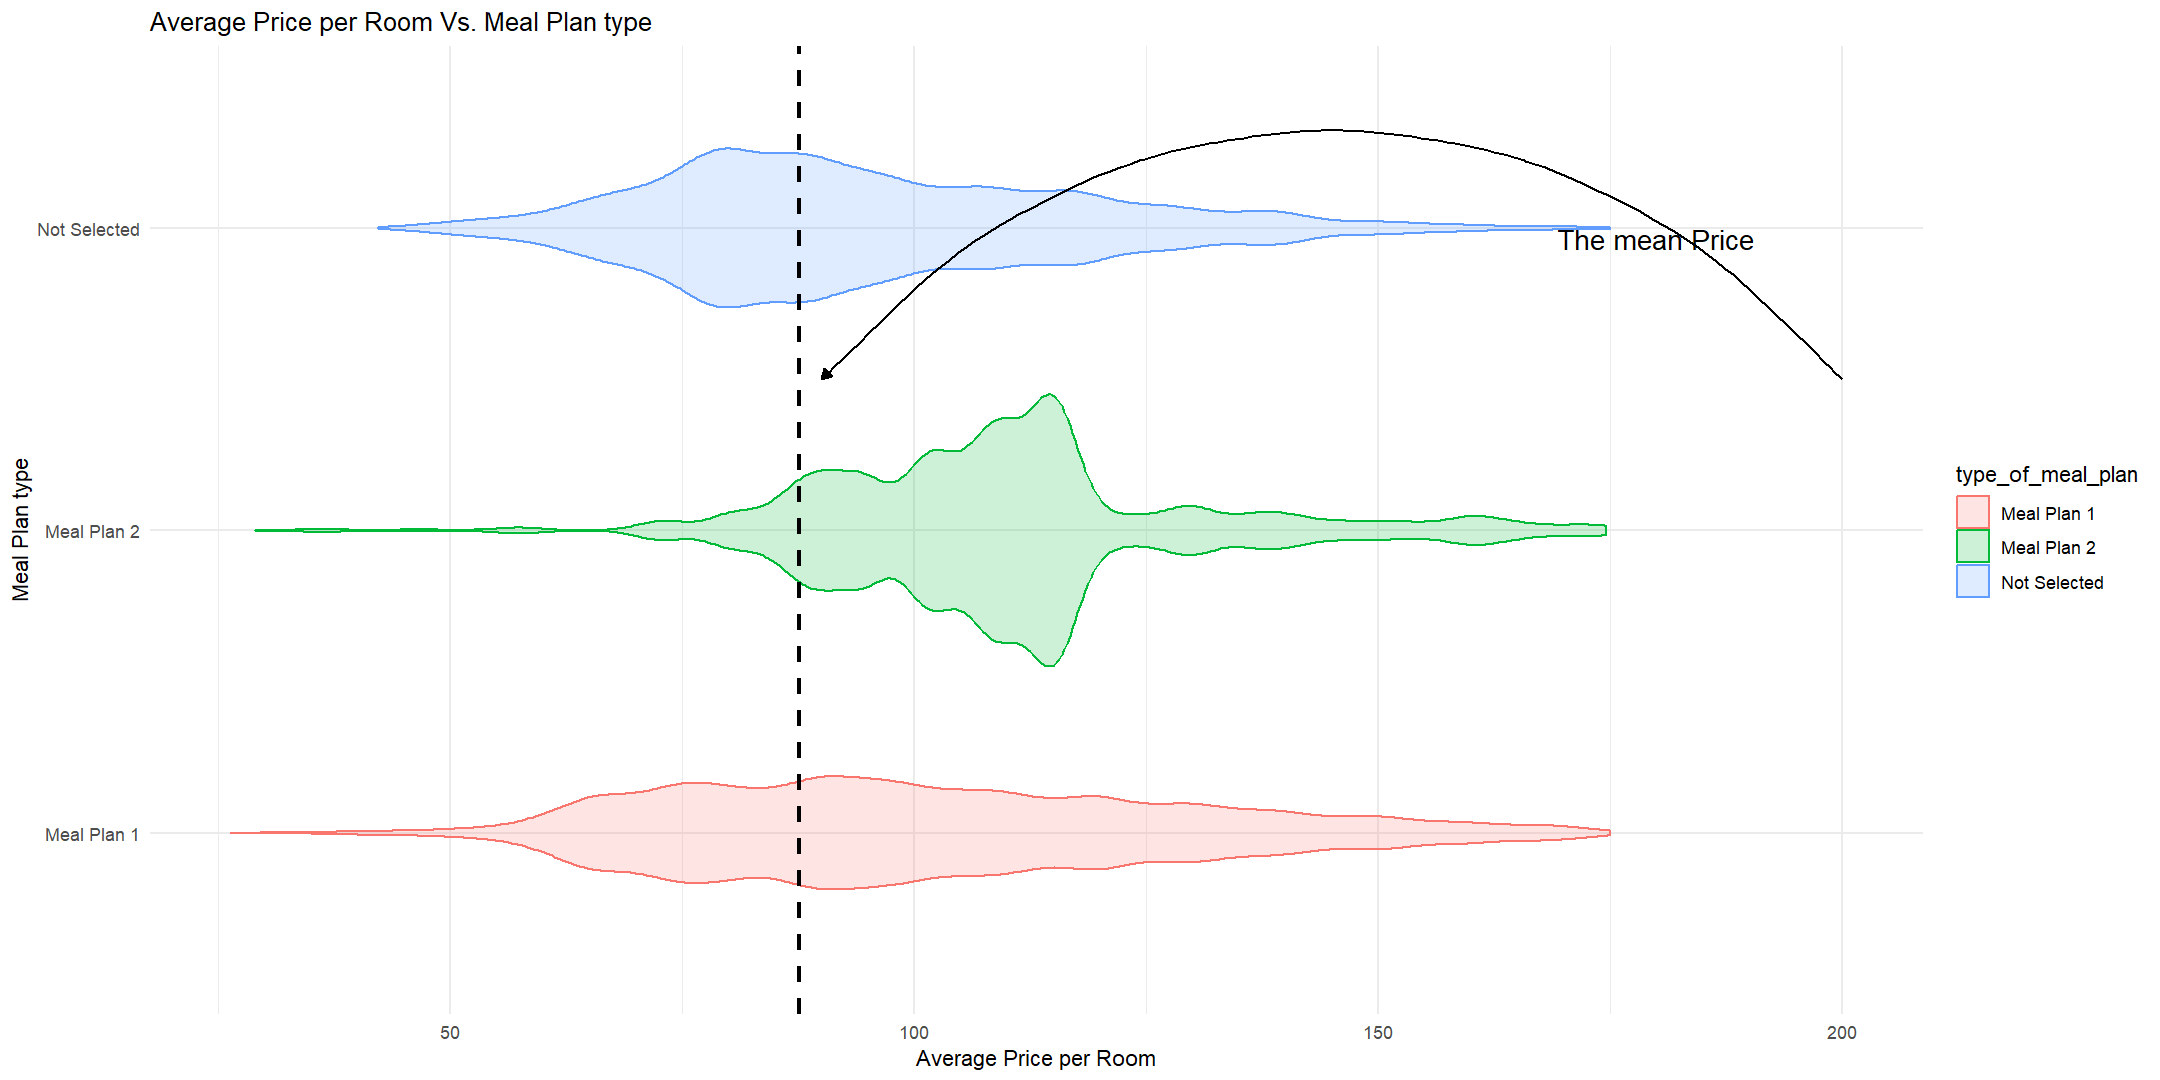 Average Price per Room Vs. Meal Plan type
Not Selected
The mean Price
Meal Plan 2
Meal Plan 1
Meal Plan type
50
100
150
200
Average Price per Room
type_of_meal_plan
Meal Plan 1
Meal Plan 2
Not Selected